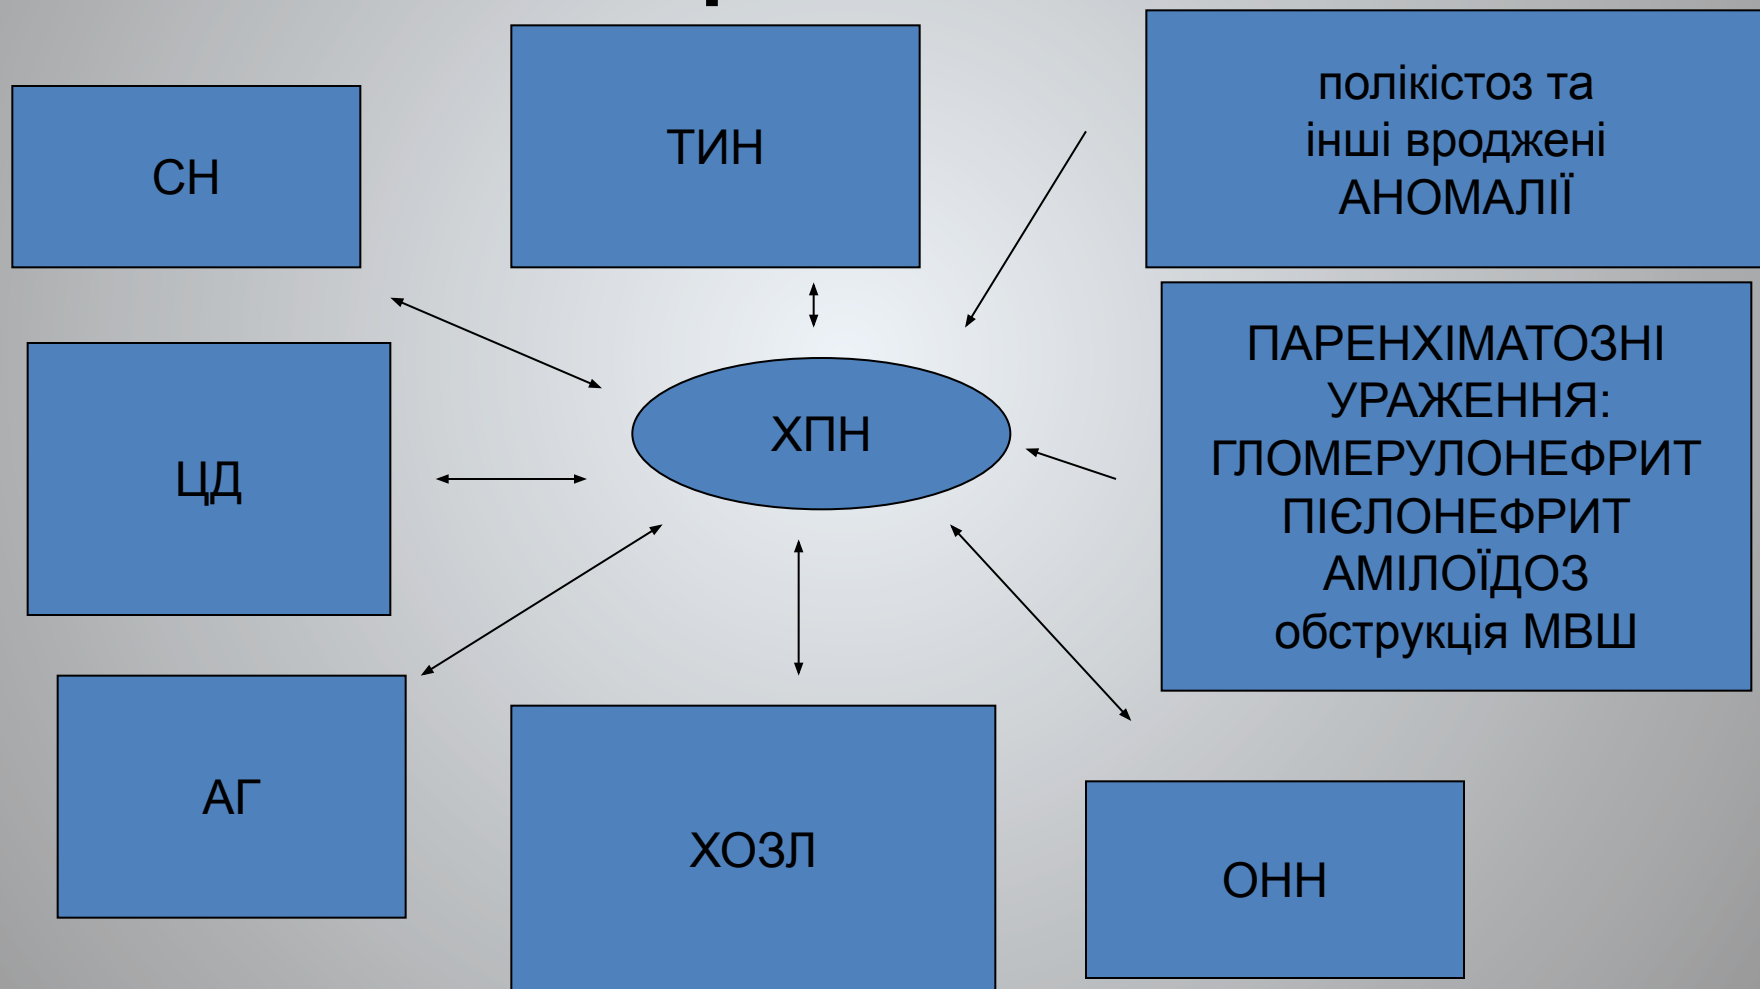 СН
ТИН
полікістоз та
інші вроджені
АНОМАЛІЇ
ЦД
ХПН
ПАРЕНХІМАТОЗНІ
УРАЖЕННЯ:
ГЛОМЕРУЛОНЕФРИТ
ПІЄЛОНЕФРИТ
АМІЛОЇДОЗ
обструкція МВШ
АГ
ХОЗЛ
ОНН